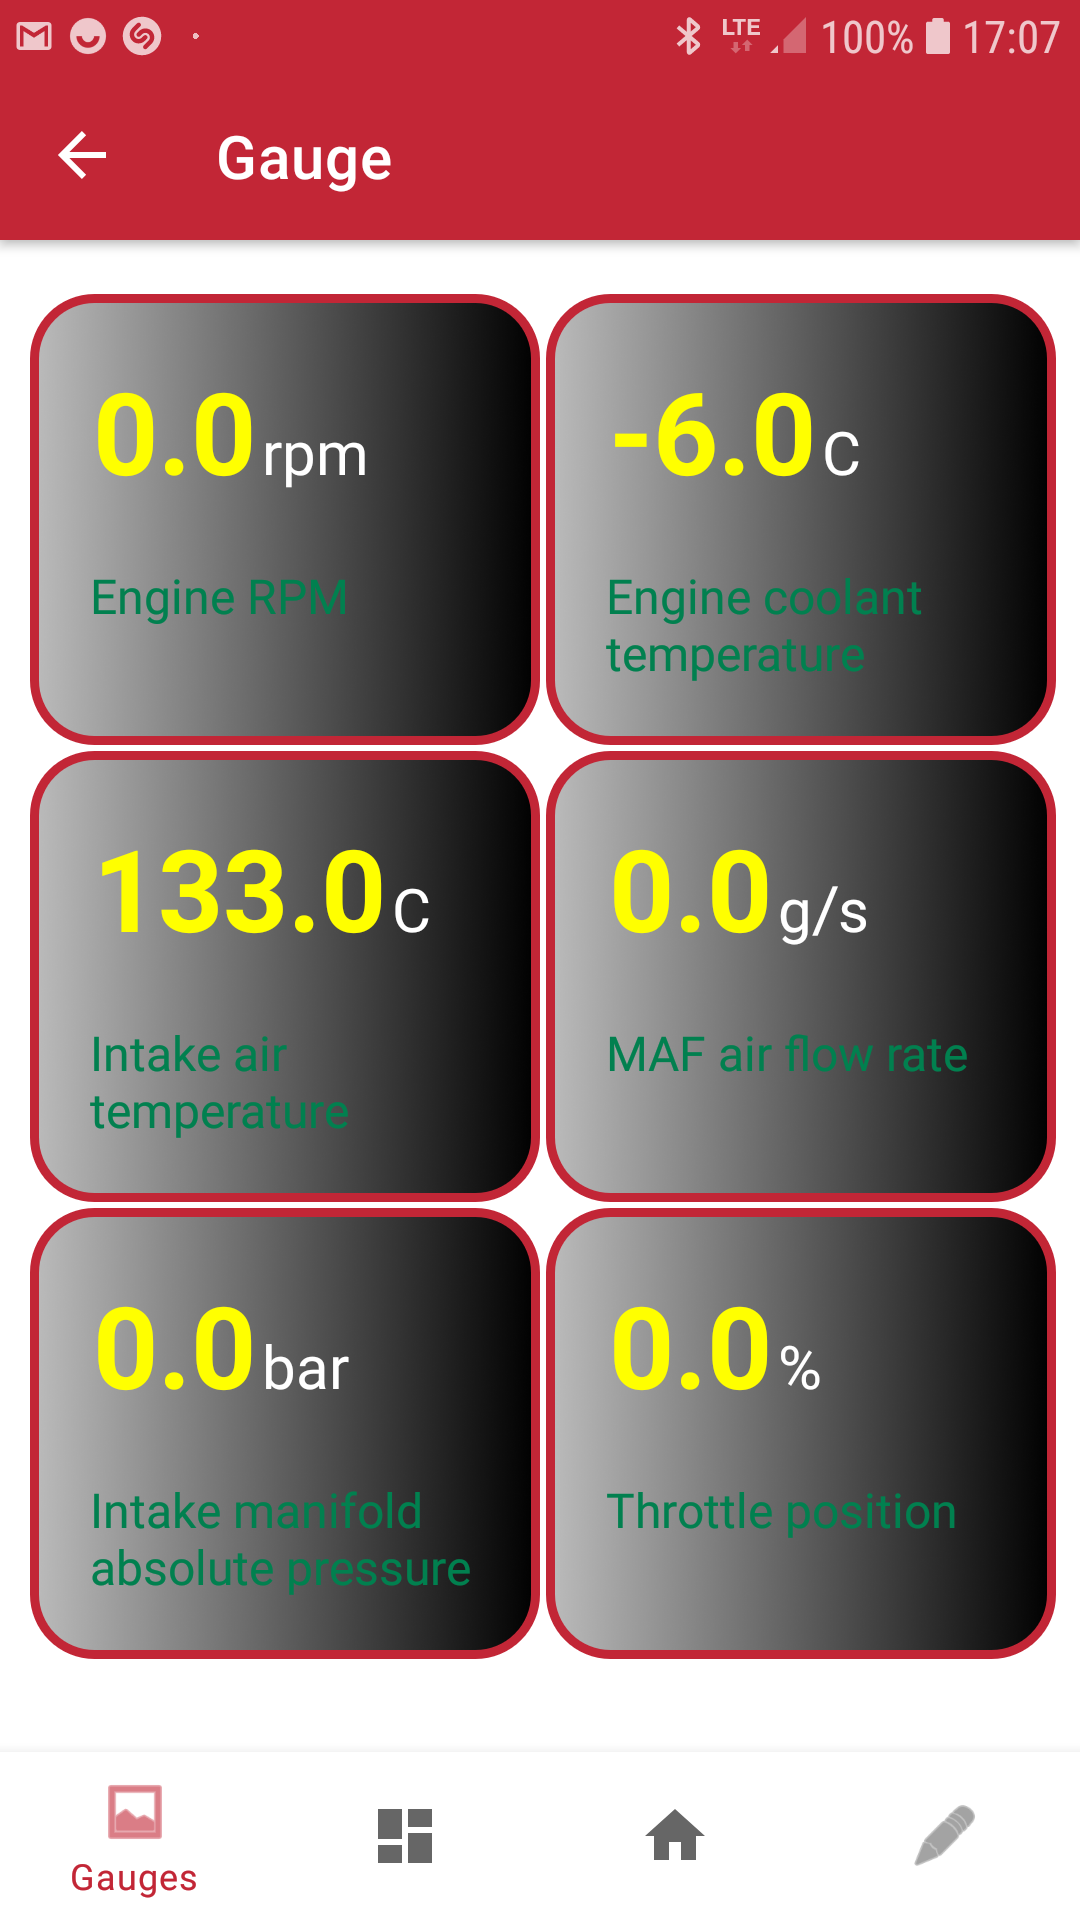 LTE 100% 17:07
Gauge
0.0 rpm
Engine RPM
-6.0 C
Engine coolant
temperature
133.0 C
Intake air
temperature
0.0 g/s
MAF air flow rate
0.0 bar
Intake manifold
absolute pressure
0.0 %
Throttle position
Gauges